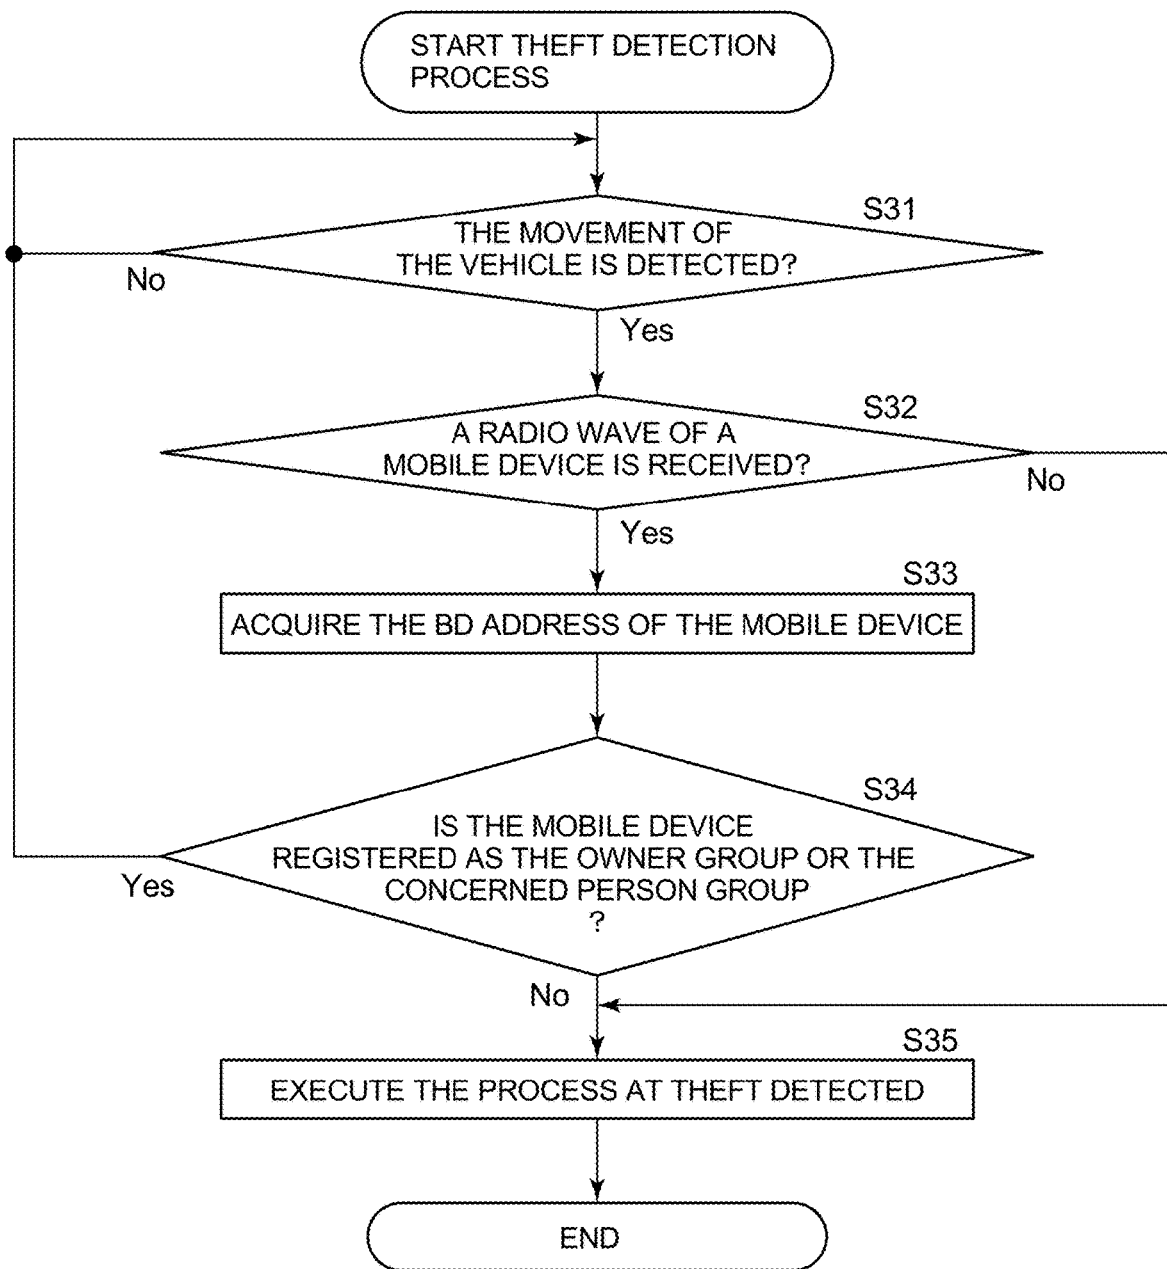 START THEFT DETECTION
PROCESS
S31
THE MOVEMENT OF
THE VEHICLE IS DETECTED?
No
Yes
S32
A RADIO WAVE OF A
MOBILE DEVICE IS RECEIVED?
No
Yes
S33
ACQUIRE THE BD ADDRESS OF THE MOBILE DEVICE
S34
IS THE MOBILE DEVICE
REGISTERED AS THE OWNER GROUP OR THE
CONCERNED PERSON GROUP
?
Yes
No
S35
EXECUTE THE PROCESS AT THEFT DETECTED
END